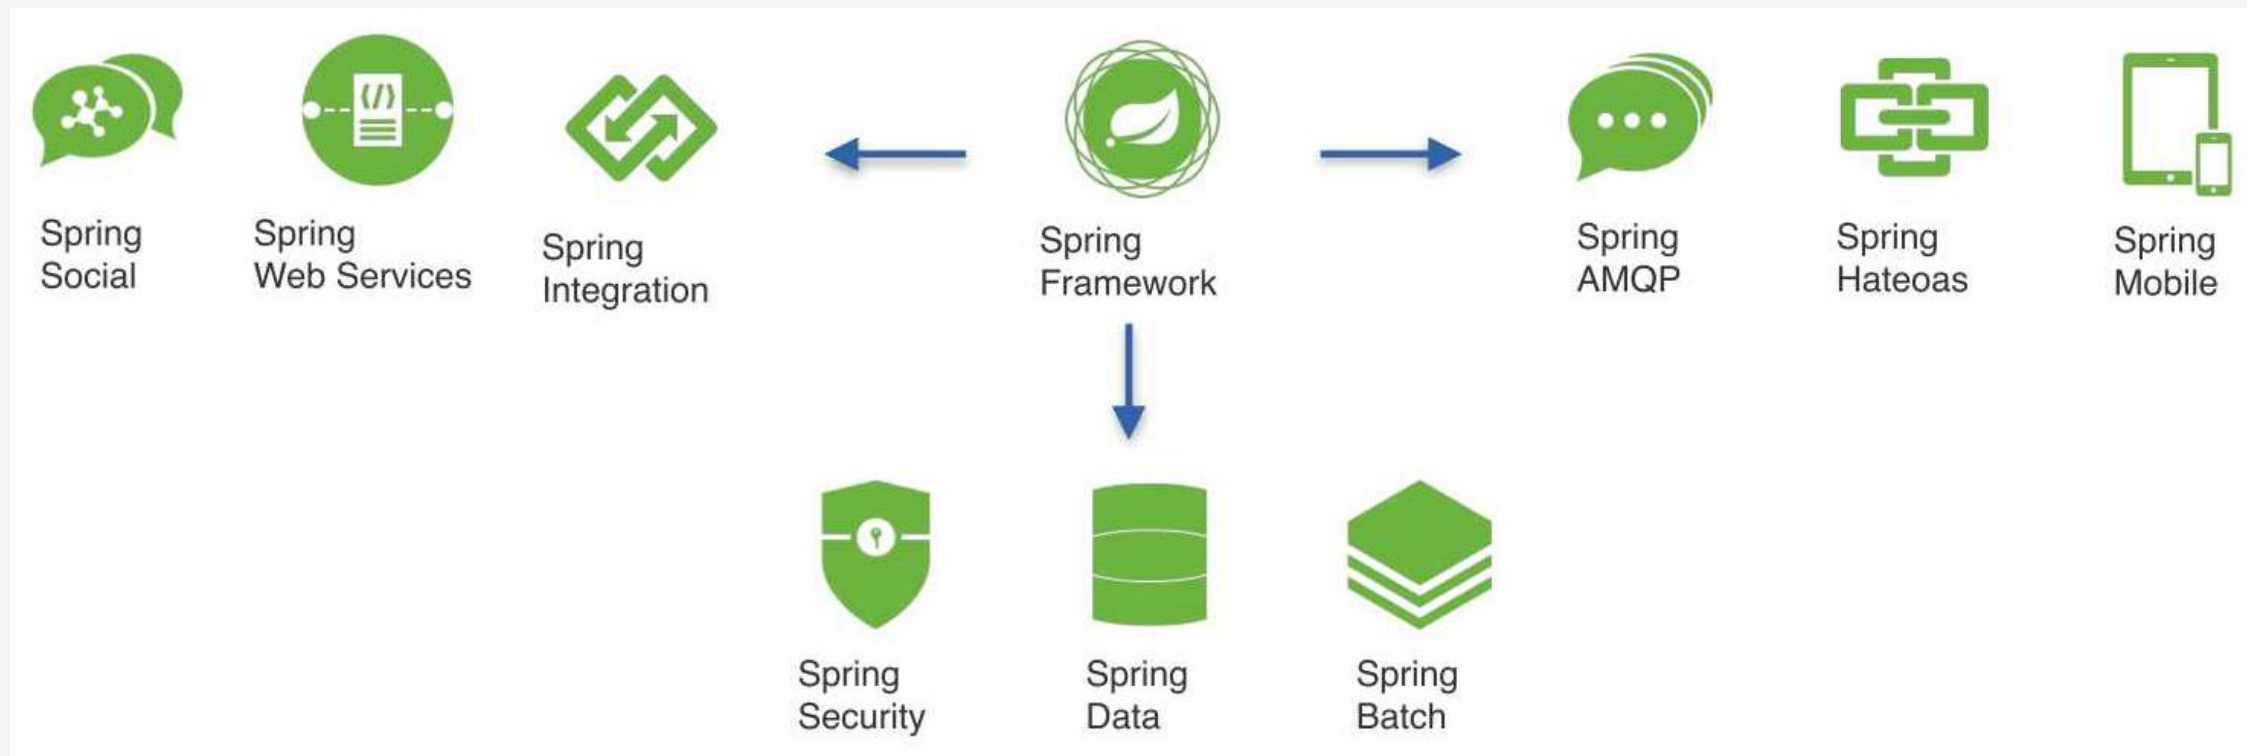 Spring
Social
Spring
Web Services
Spring
Integration
Spring
Framework
Spring
AMQP
Spring
Hateoas
Spring
Mobile
Spring
Security
Spring
Data
Spring
Batch